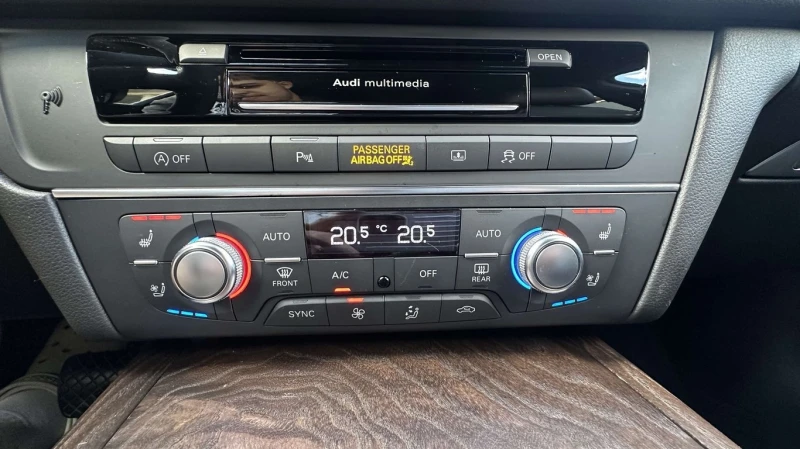 OPEN
Audi multimedia
A OFF
P
PASSENGER
AIRBAG OFF
OFF
AUTO
20.5 °C 20.5
AUTO
FRONT
A/C
OFF
REAR
SYNC